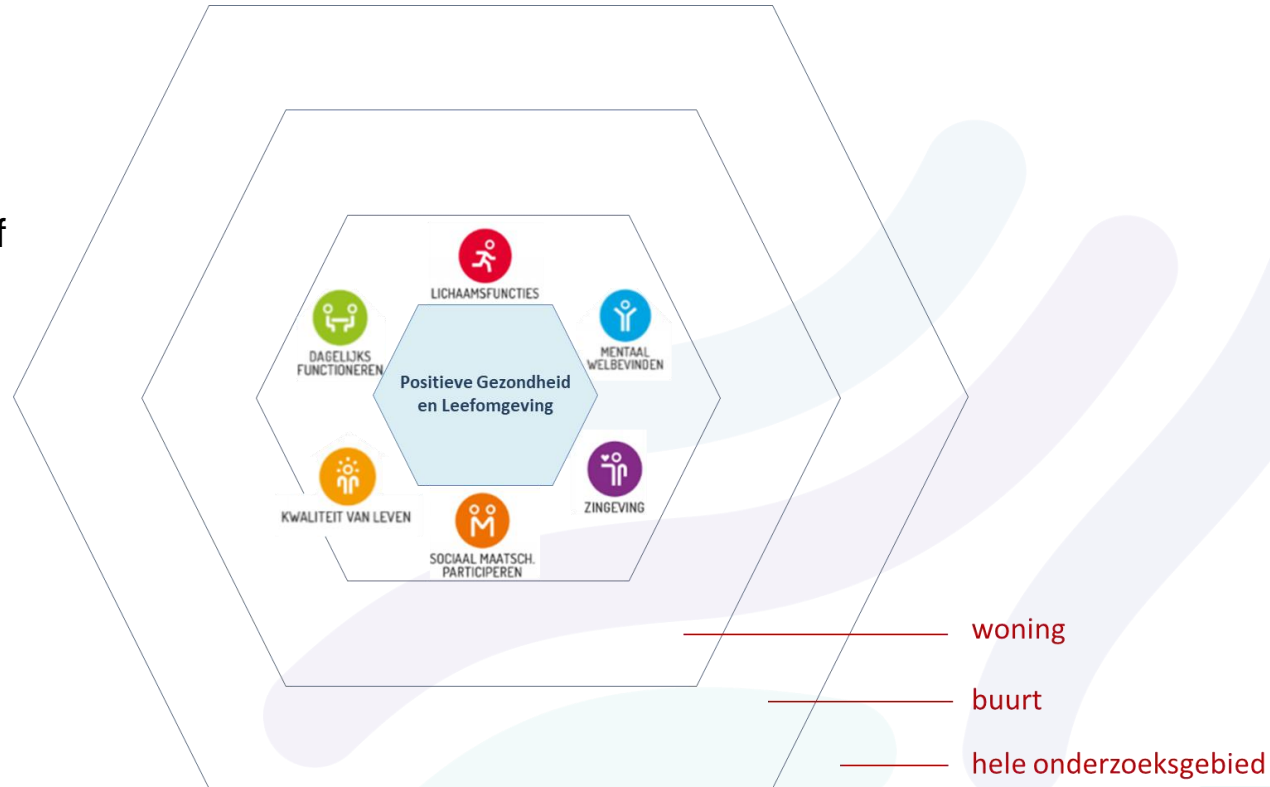 f
LICHAAMSFUNCTIES
DAGELIJKS
FUNCTIONEREN
MENTAAL
WELBEVINDEN
Positieve Gezondheid
en Leefomgeving
KWALITEIT VAN LEVEN
ZINGEVING
SOCIAAL MAATSCH.
PARTICIPEREN
woning
buurt
hele onderzoeksgebied